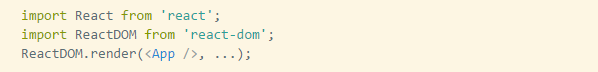 import React from 'react';
import ReactDOM from 'react-dom';
ReactDOM.render(<App />, ...);